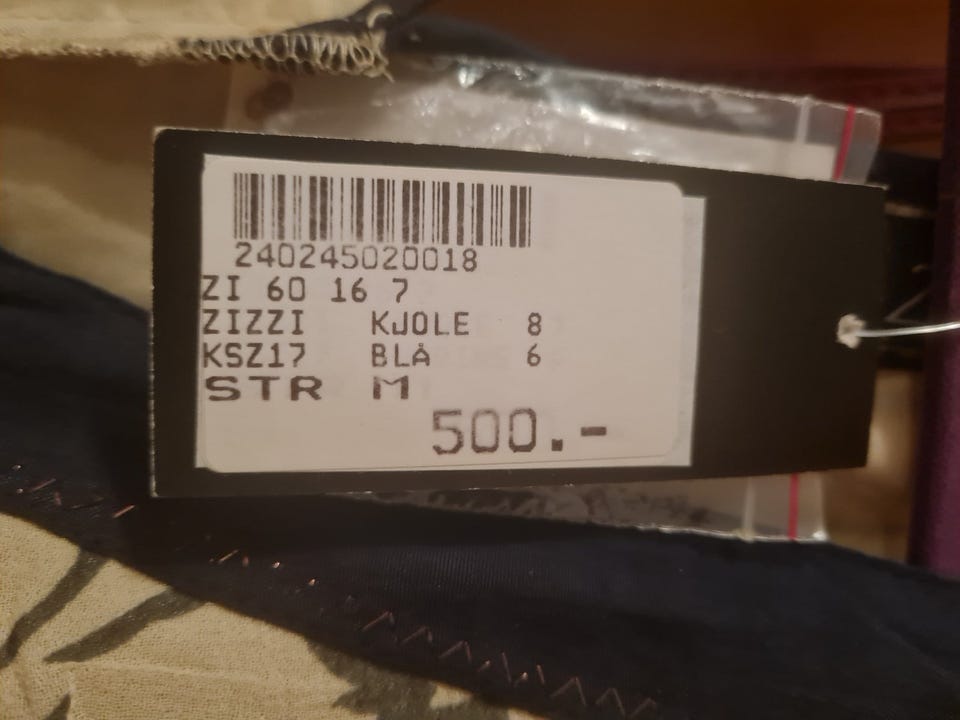 240245020018
ZI 60 16 7
ZIZZI KJOLE 8
KSZ17 BLÅ 6
STR M
500.-